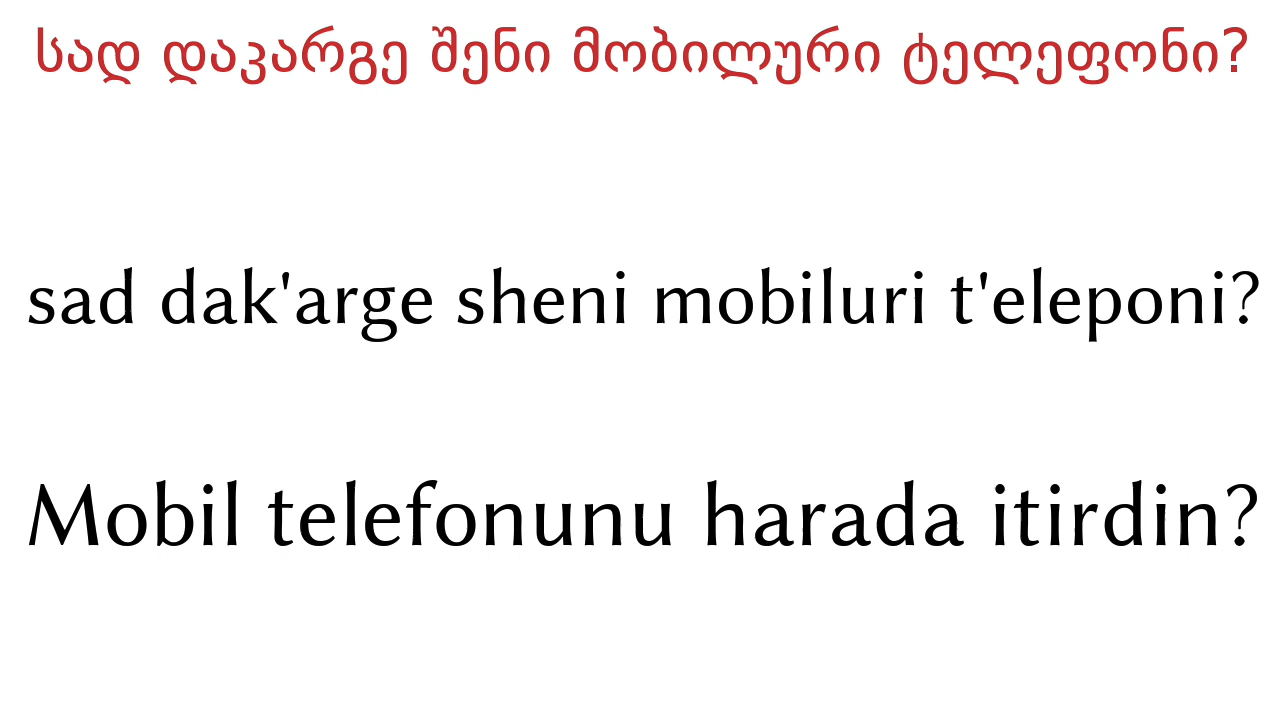 სად დაკარგე შენი მობილური ტელეფონი?
sad dak'arge sheni mobiluri t'eleponi?
Mobil telefonunu harada itirdin?